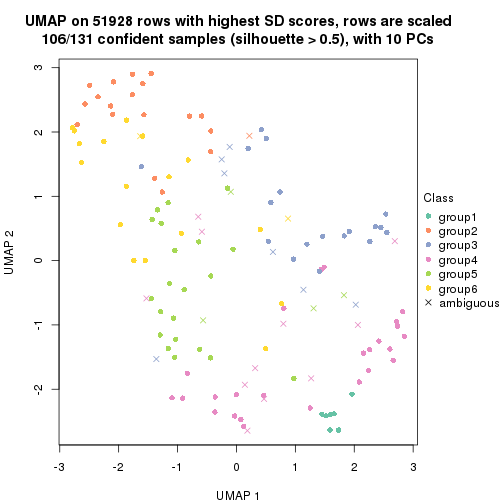 UMAP on 51928 rows with highest SD scores, rows are scaled
106/131 confident samples (silhouette > 0.5), with 10 PCs
3
2
1
0
-1
-2
UMAP 2
-3
-2
-1
0
1
2
3
UMAP 1
Class
group1
group2
group3
group4
group5
group6
ambiguous